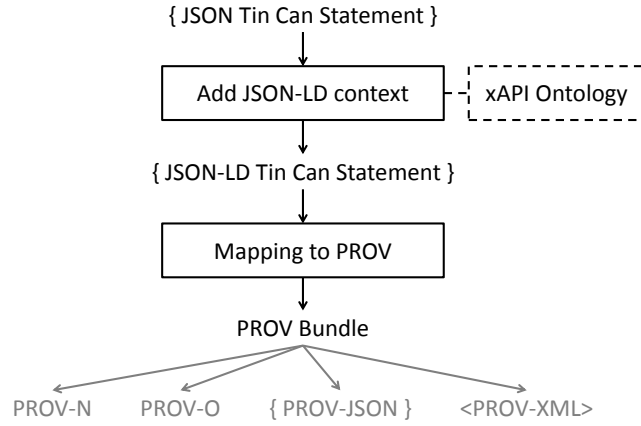 { JSON Tin Can Statement }
Add JSON-LD context
xAPI Ontology
{ JSON-LD Tin Can Statement }
Mapping to PROV
PROV Bundle
PROV-N PROV-O { PROV-JSON } <PROV-XML>